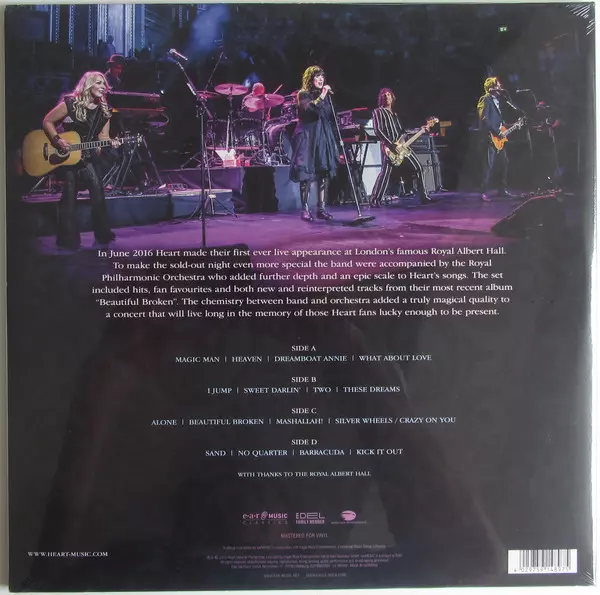 In June 2016 Heart made their first ever live appearance at London's famous Royal Albert Hall.
To make the sold-out night even more special the band were accompanied by the Royal
Philharmonic Orchestra who added further depth and an epic scale to Heart's songs. The set
included hits, fan favourites and both new and reinterpreted tracks from their most recent album
"Beautiful Broken". The chemistry between band and orchestra added a truly magical quality to
a concert that will live long in the memory of those Heart fans lucky enough to be present.
SIDE A
MAGIC MAN | HEAVEN | DREAMBOAT ANNIE | WHAT ABOUT LOVE
SIDE B
I JUMP | SWEET DARLIN' | TWO | THESE DREAMS
SIDE C
ALONE | BEAUTIFUL BROKEN | MASHALLAH! | SILVER WHEELS / CRAZY ON YOU
SIDE D
SAND | NO QUARTER | BARRACUDA | KICK IT OUT
WITH THANKS TO THE ROYAL ALBERT HALL
e·a·r MUSIC
CLASSICS
EDEL
FAMILY MEMBER
MASTERED FOR VINYL
WWW.HEART-MUSIC.COM